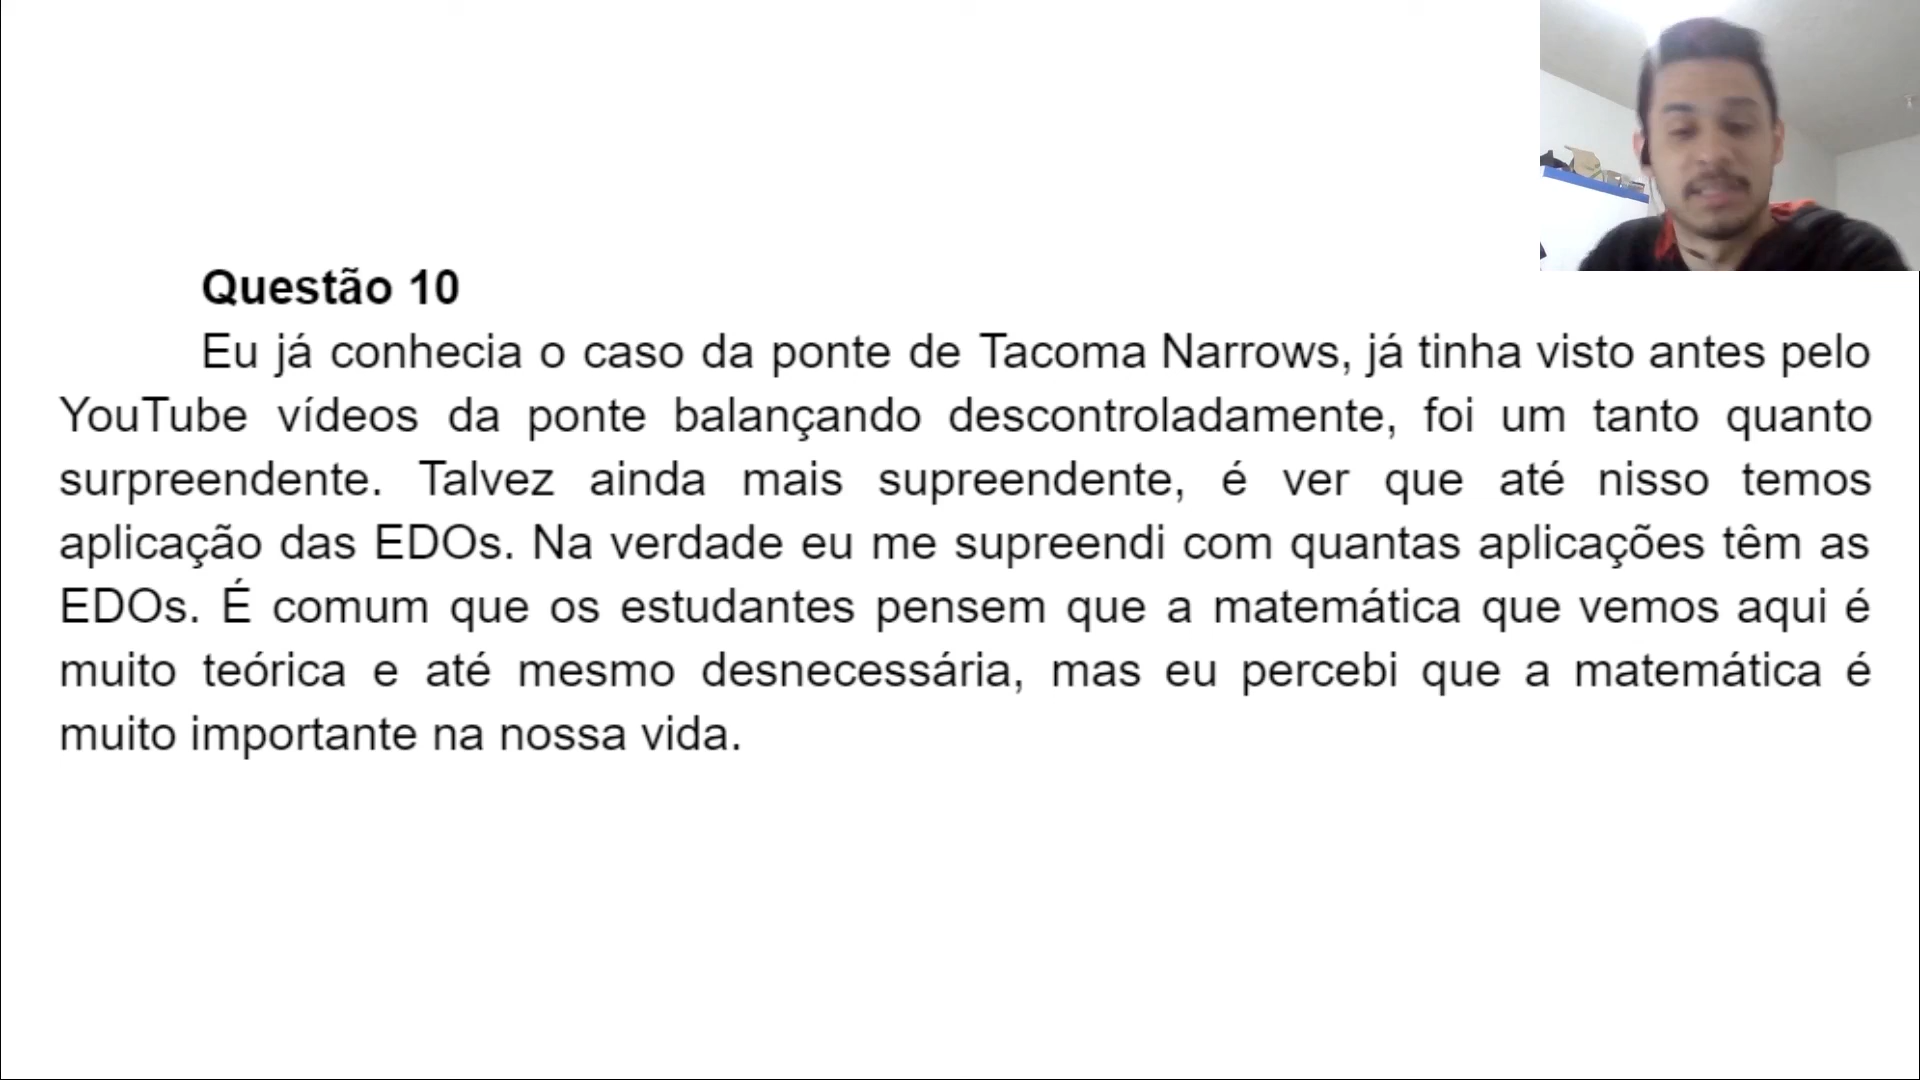 Questão 10
Eu já conhecia o caso da ponte de Tacoma Narrows, já tinha visto antes pelo
YouTube vídeos da ponte balançando descontroladamente, foi um tanto quanto
surpreendente. Talvez ainda mais supreendente, é ver que até nisso temos
aplicação das EDOs. Na verdade eu me supreendi com quantas aplicações têm as
EDOs. É comum que os estudantes pensem que a matemática que vemos aqui é
muito teórica e até mesmo desnecessária, mas eu percebi que a matemática é
muito importante na nossa vida.